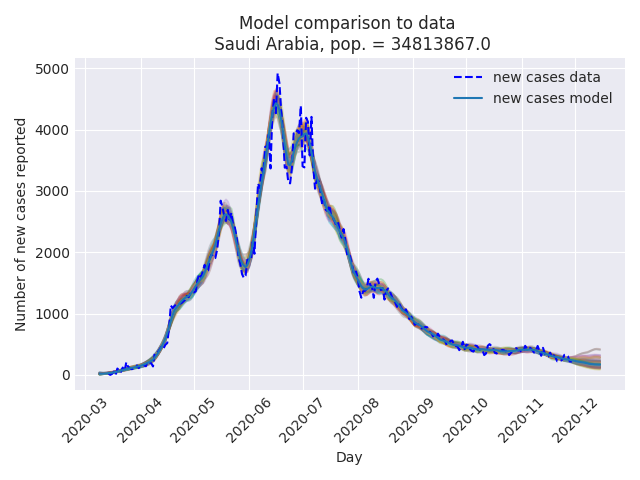 Model comparison to data
Saudi Arabia, pop. = 34813867.0
new cases data
new cases model
Number of new cases reported
5000
4000
3000
2000
1000
0
2020-03
2020-04
2020-05
2020-06
2020-07
2020-08
2020-09
2020-10
2020-11
2020-12
Day